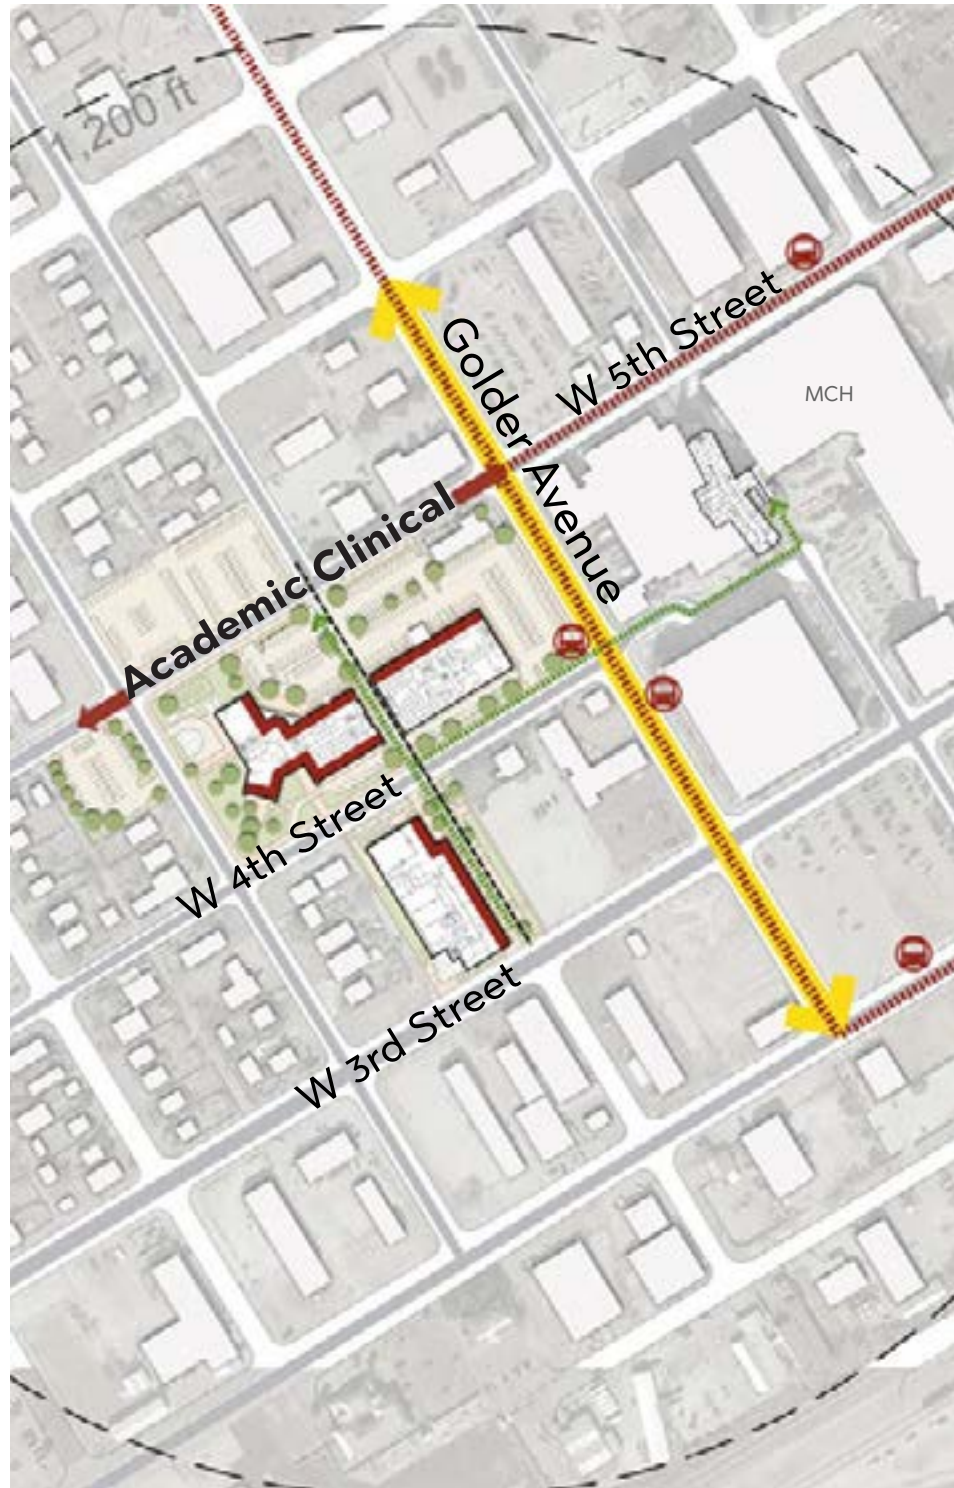 1,200 ft
Golder Avenue
W 5th Street
MCH
Academic Clinical
W 4th Street
W 3rd Street